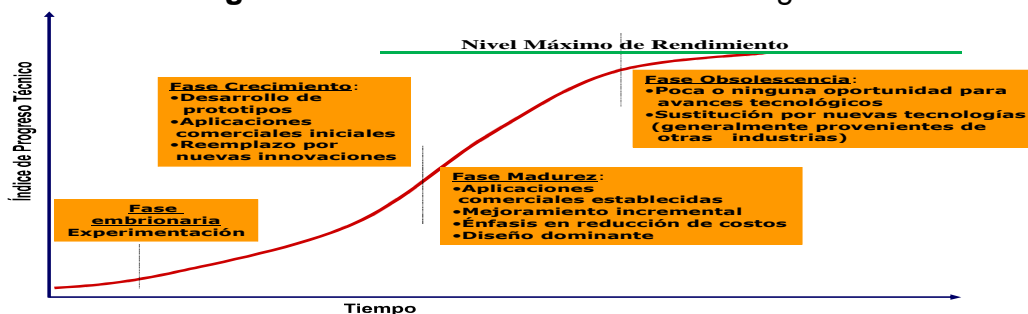 Nivel Máximo de Rendimiento
Índice de Progreso Técnico
Fase Crecimiento:
•Desarrollo de
prototipos
•Aplicaciones
comerciales iniciales
•Reemplazo por
nuevas innovaciones
Fase Obsolescencia:
•Poca o ninguna oportunidad para
avances tecnológicos
•Sustitución por nuevas tecnologías
(generalmente provenientes de
otras industrias)
Fase Madurez:
•Aplicaciones
comerciales establecidas
•Mejoramiento incremental
•Énfasis en reducción de costos
•Diseño dominante
Fase
embrionaria
Experimentación
Tiempo